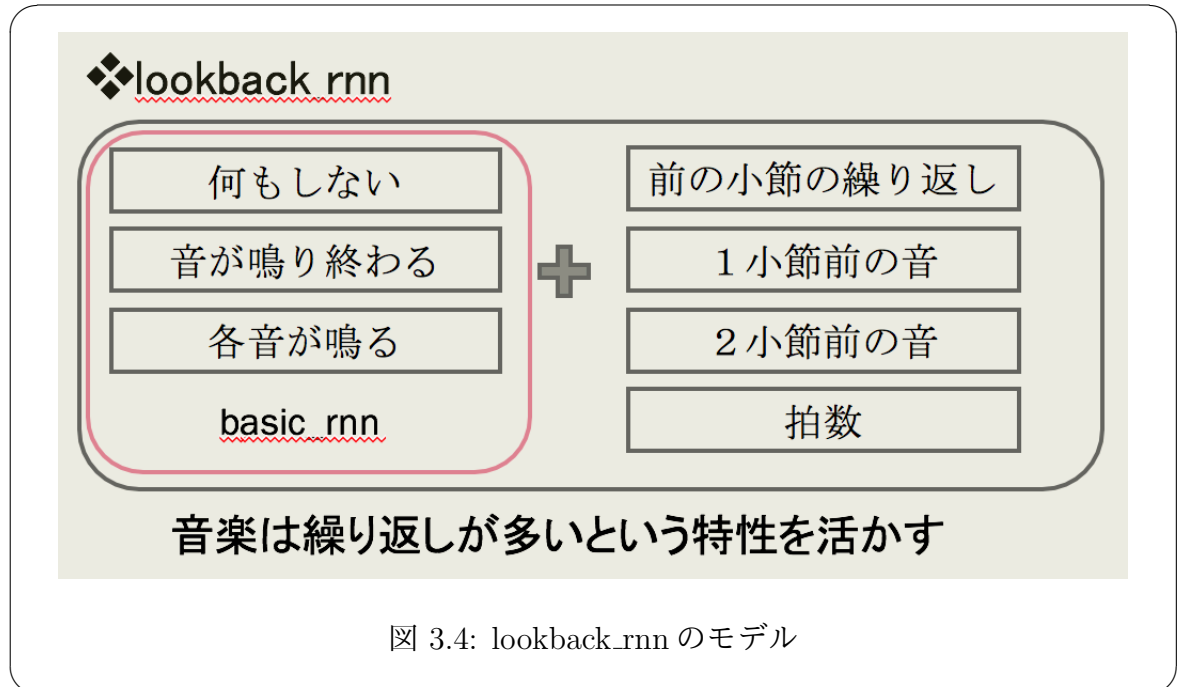 ❖lookback_rnn
何もしない
音が鳴り終わる
各音が鳴る
basic_rnn
前の小節の繰り返し
１小節前の音
２小節前の音
拍数
音楽は繰り返しが多いという特性を活かす
図 3.4: lookback_rnn のモデル